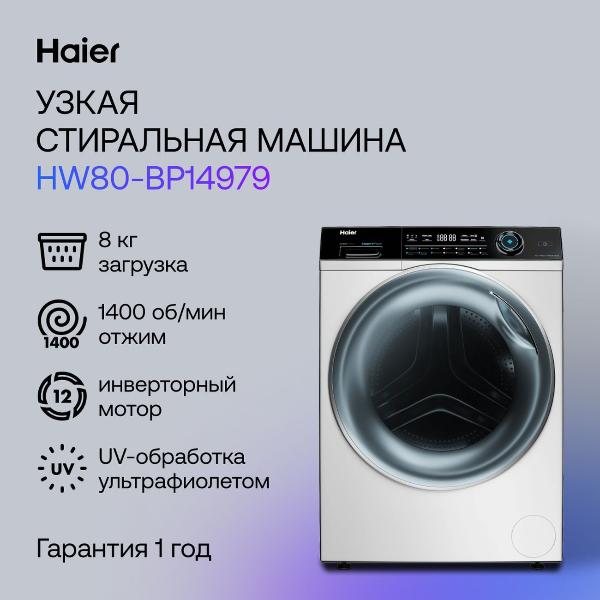 Haier
УЗКАЯ
СТИРАЛЬНАЯ МАШИНА
HW80-BP14979
8 кг
загрузка
1400 об/мин
отжим
1400
инверторный
мотор
12
UV-обработка
ультрафиолетом
UV
Гарантия 1 год
Haier